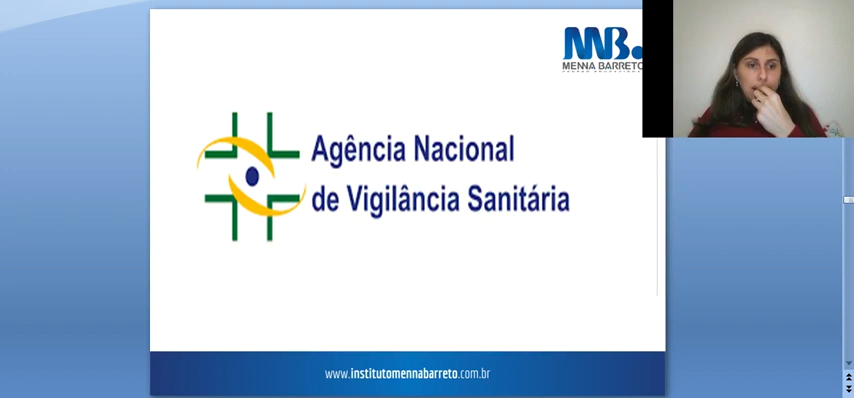 MB.
MENNA BARRETO
Agência Nacional
de Vigilância Sanitária
www.institutomennabarreto.com.br